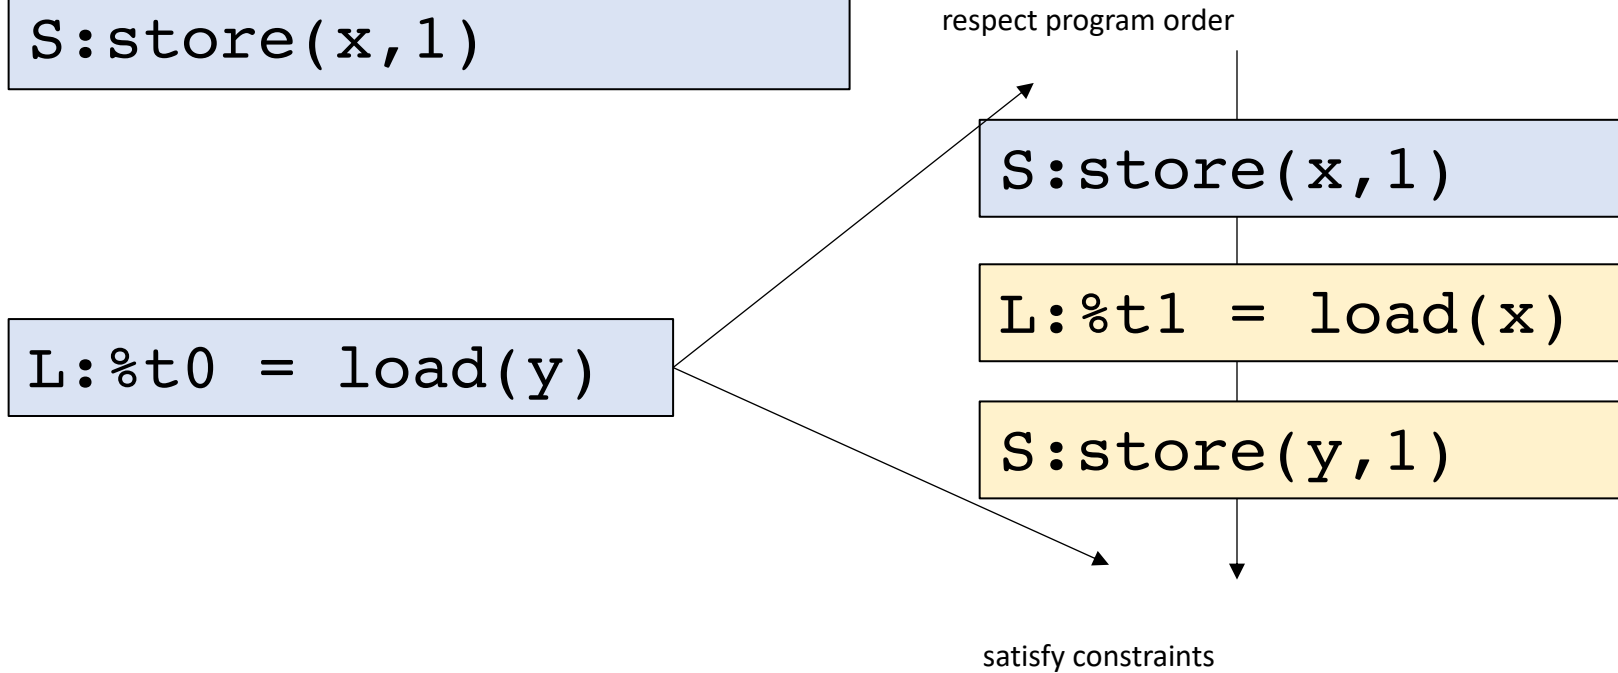 S:store(x,1)
L:%t0 = load(y)
respect program order
S:store(x,1)
L:%t1 = load(x)
S:store(y,1)
satisfy constraints